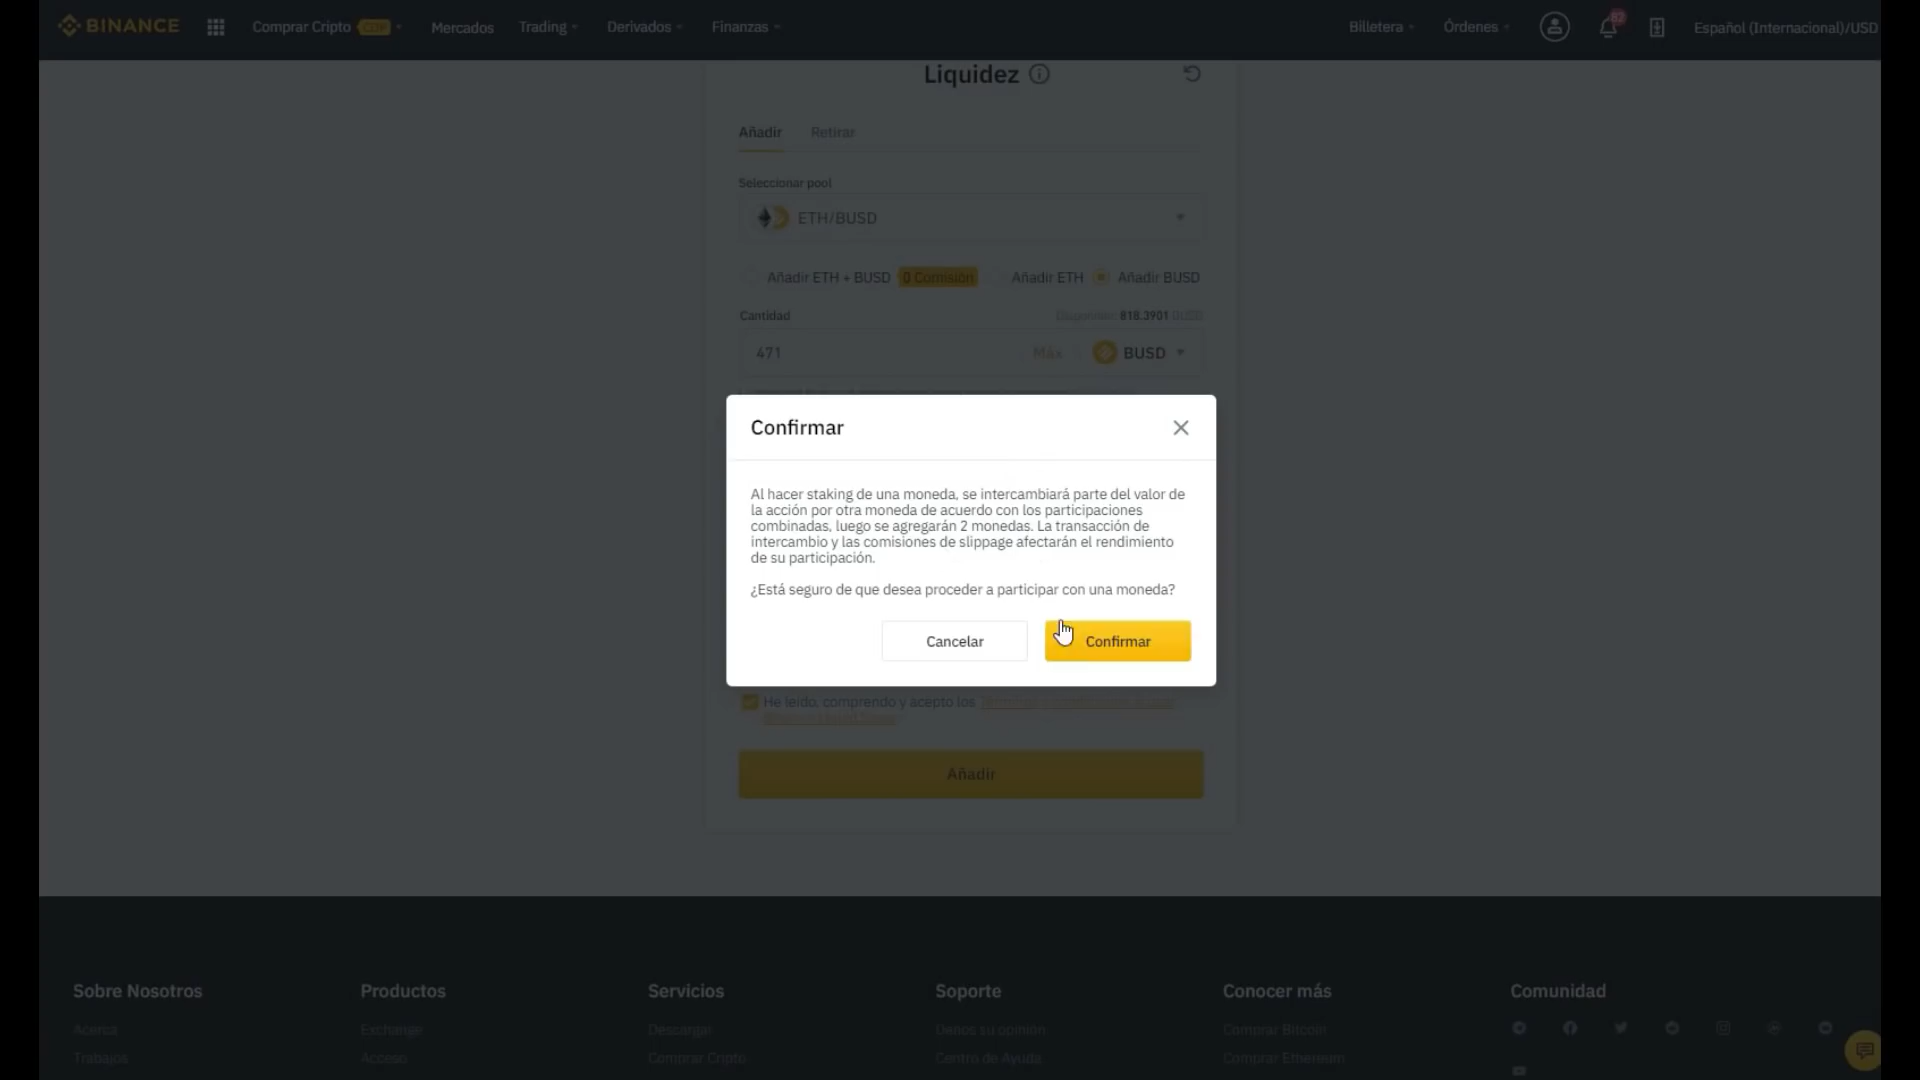 BINANCE
Comprar Cripto COP
Mercados
Trading
Derivados
Finanzas
Billetera
Órdenes
82
Español (Internacional)/USD
Liquidez
Añadir
Retirar
Seleccionar pool
ETH/BUSD
Añadir ETH + BUSD 0 Comisión
Añadir ETH
Añadir BUSD
Cantidad
Disponible: 818.3901 BUSD
471
Máx
BUSD
Confirmar
Al hacer staking de una moneda, se intercambiará parte del valor de
la acción por otra moneda de acuerdo con los participaciones
combinadas, luego se agregarán 2 monedas. La transacción de
intercambio y las comisiones de slippage afectarán el rendimiento
de su participación.
¿Está seguro de que desea proceder a participar con una moneda?
Cancelar
Confirmar
He leído, comprendo y acepto los
Añadir
Sobre Nosotros
Productos
Servicios
Soporte
Conocer más
Comunidad
Acerca
Exchange
Descargar
Denos su opinión
Comprar Bitcoin
Trabajos
Acceso
Comprar Cripto
Centro de Ayuda
Comprar Ethereum